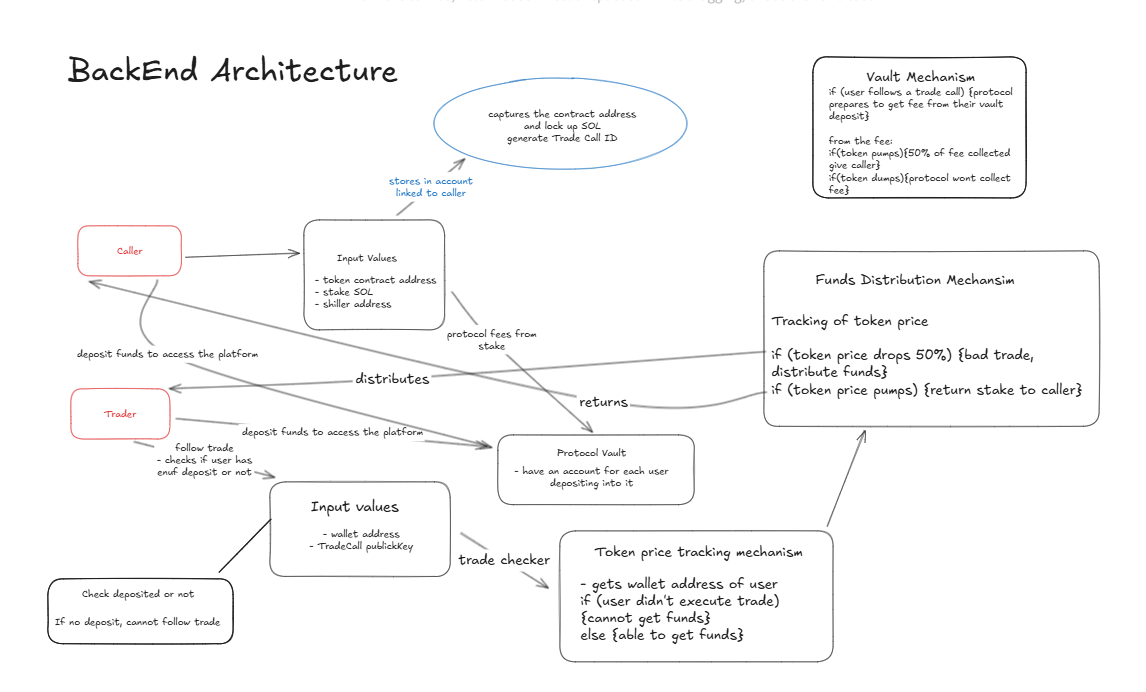 BackEnd Architecture
captures the contract address
and lock up SOL
generate Trade Call ID
Vault Mechanism
if (user follows a trade call) {protocol
prepares to get fee from their vault
deposit}
from the fee:
if(token pumps){50% of fee collected
give caller}
if(token dumps){protocol wont collect
fee}
stores in account
linked to caller
Caller
Input Values
- token contract address
- stake SOL
- shiller address
Funds Distribution Mechansim
Tracking of token price
if (token price drops 50%) {bad trade,
distribute funds}
if (token price pumps) {return stake to caller}
protocol fees from
stake
deposit funds to access the platform
distributes
returns
Trader
deposit funds to access the platform
follow trade
- checks if user has
enuf deposit or not
Protocol Vault
- have an account for each user
depositing into it
Input values
- wallet address
- TradeCall publickKey
trade checker
Token price tracking mechanism
- gets wallet address of user
if (user didn't execute trade)
{cannot get funds}
else {able to get funds}
Check deposited or not
If no deposit, cannot follow trade